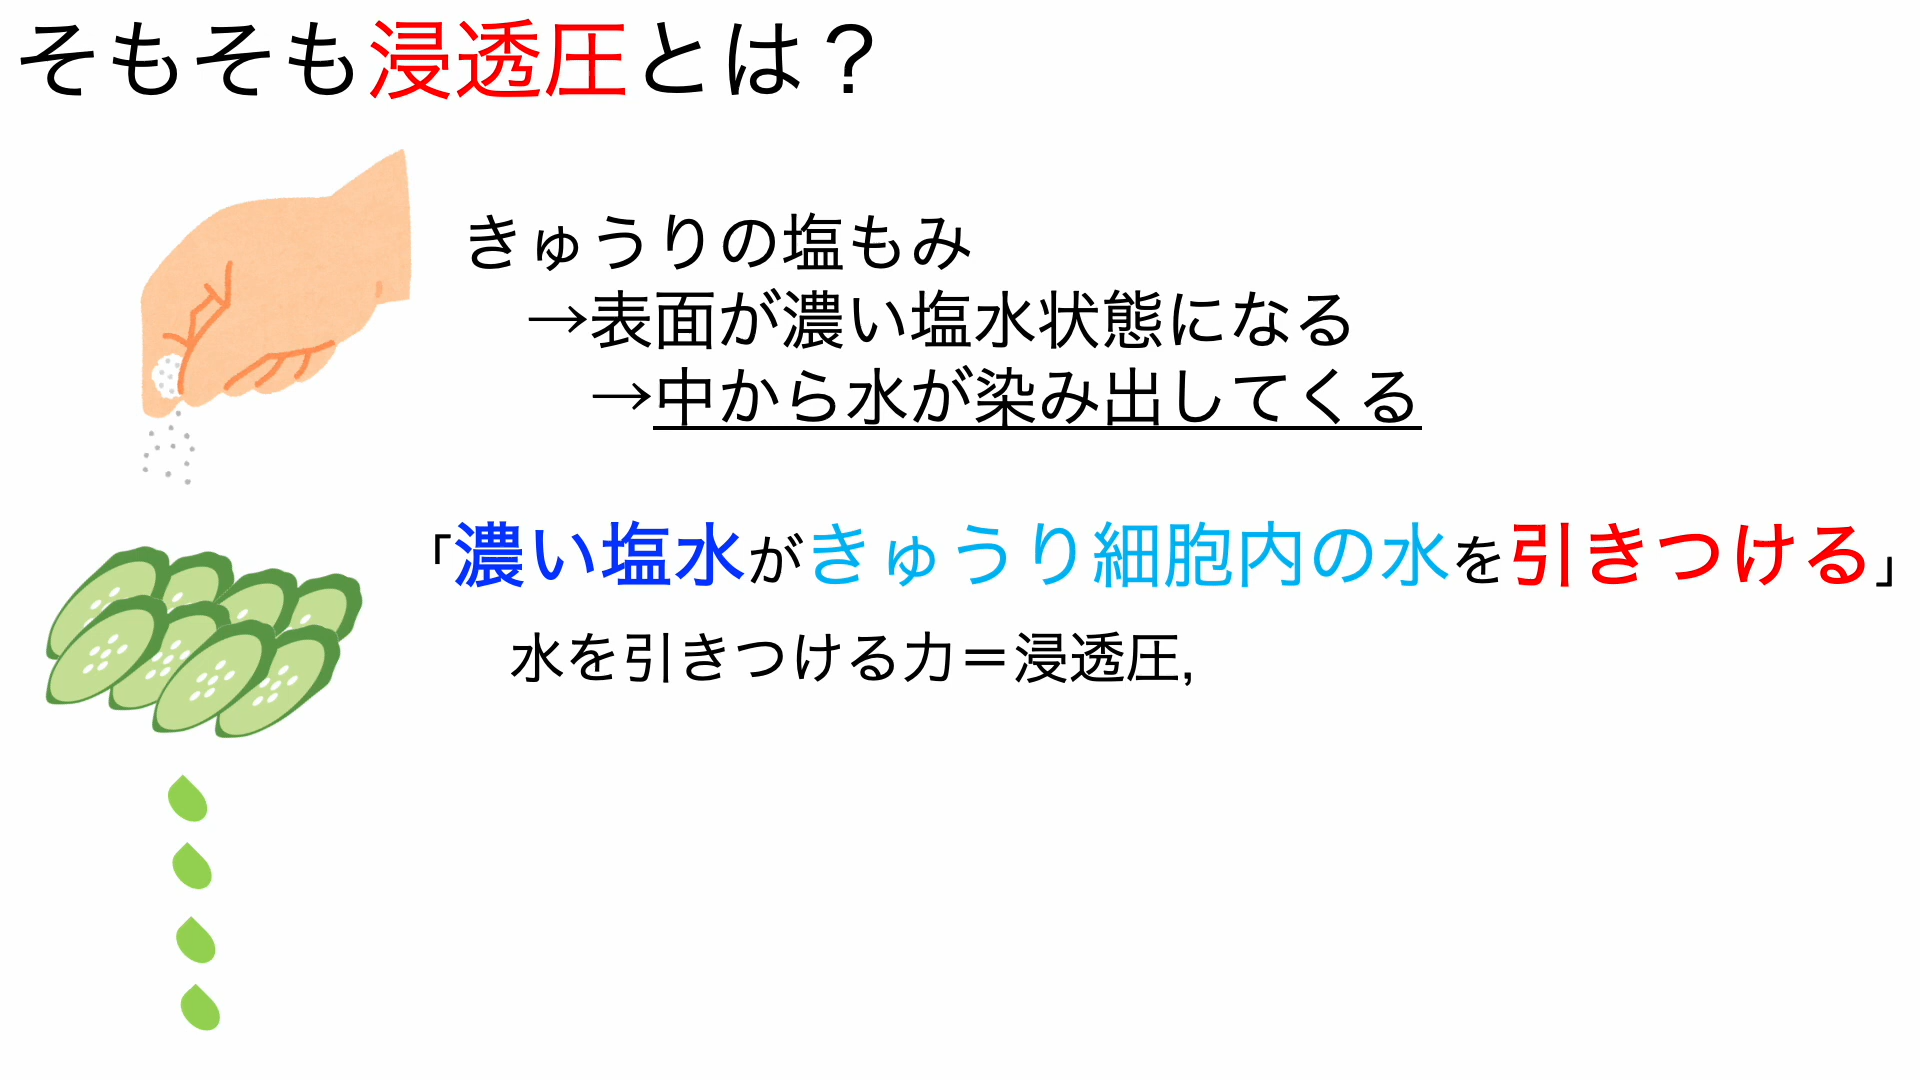 そもそも浸透圧とは？
きゅうりの塩もみ
→表面が濃い塩水状態になる
→中から水が染み出してくる
「濃い塩水がきゅうり細胞内の水を引きつける」
水を引きつける力＝浸透圧,